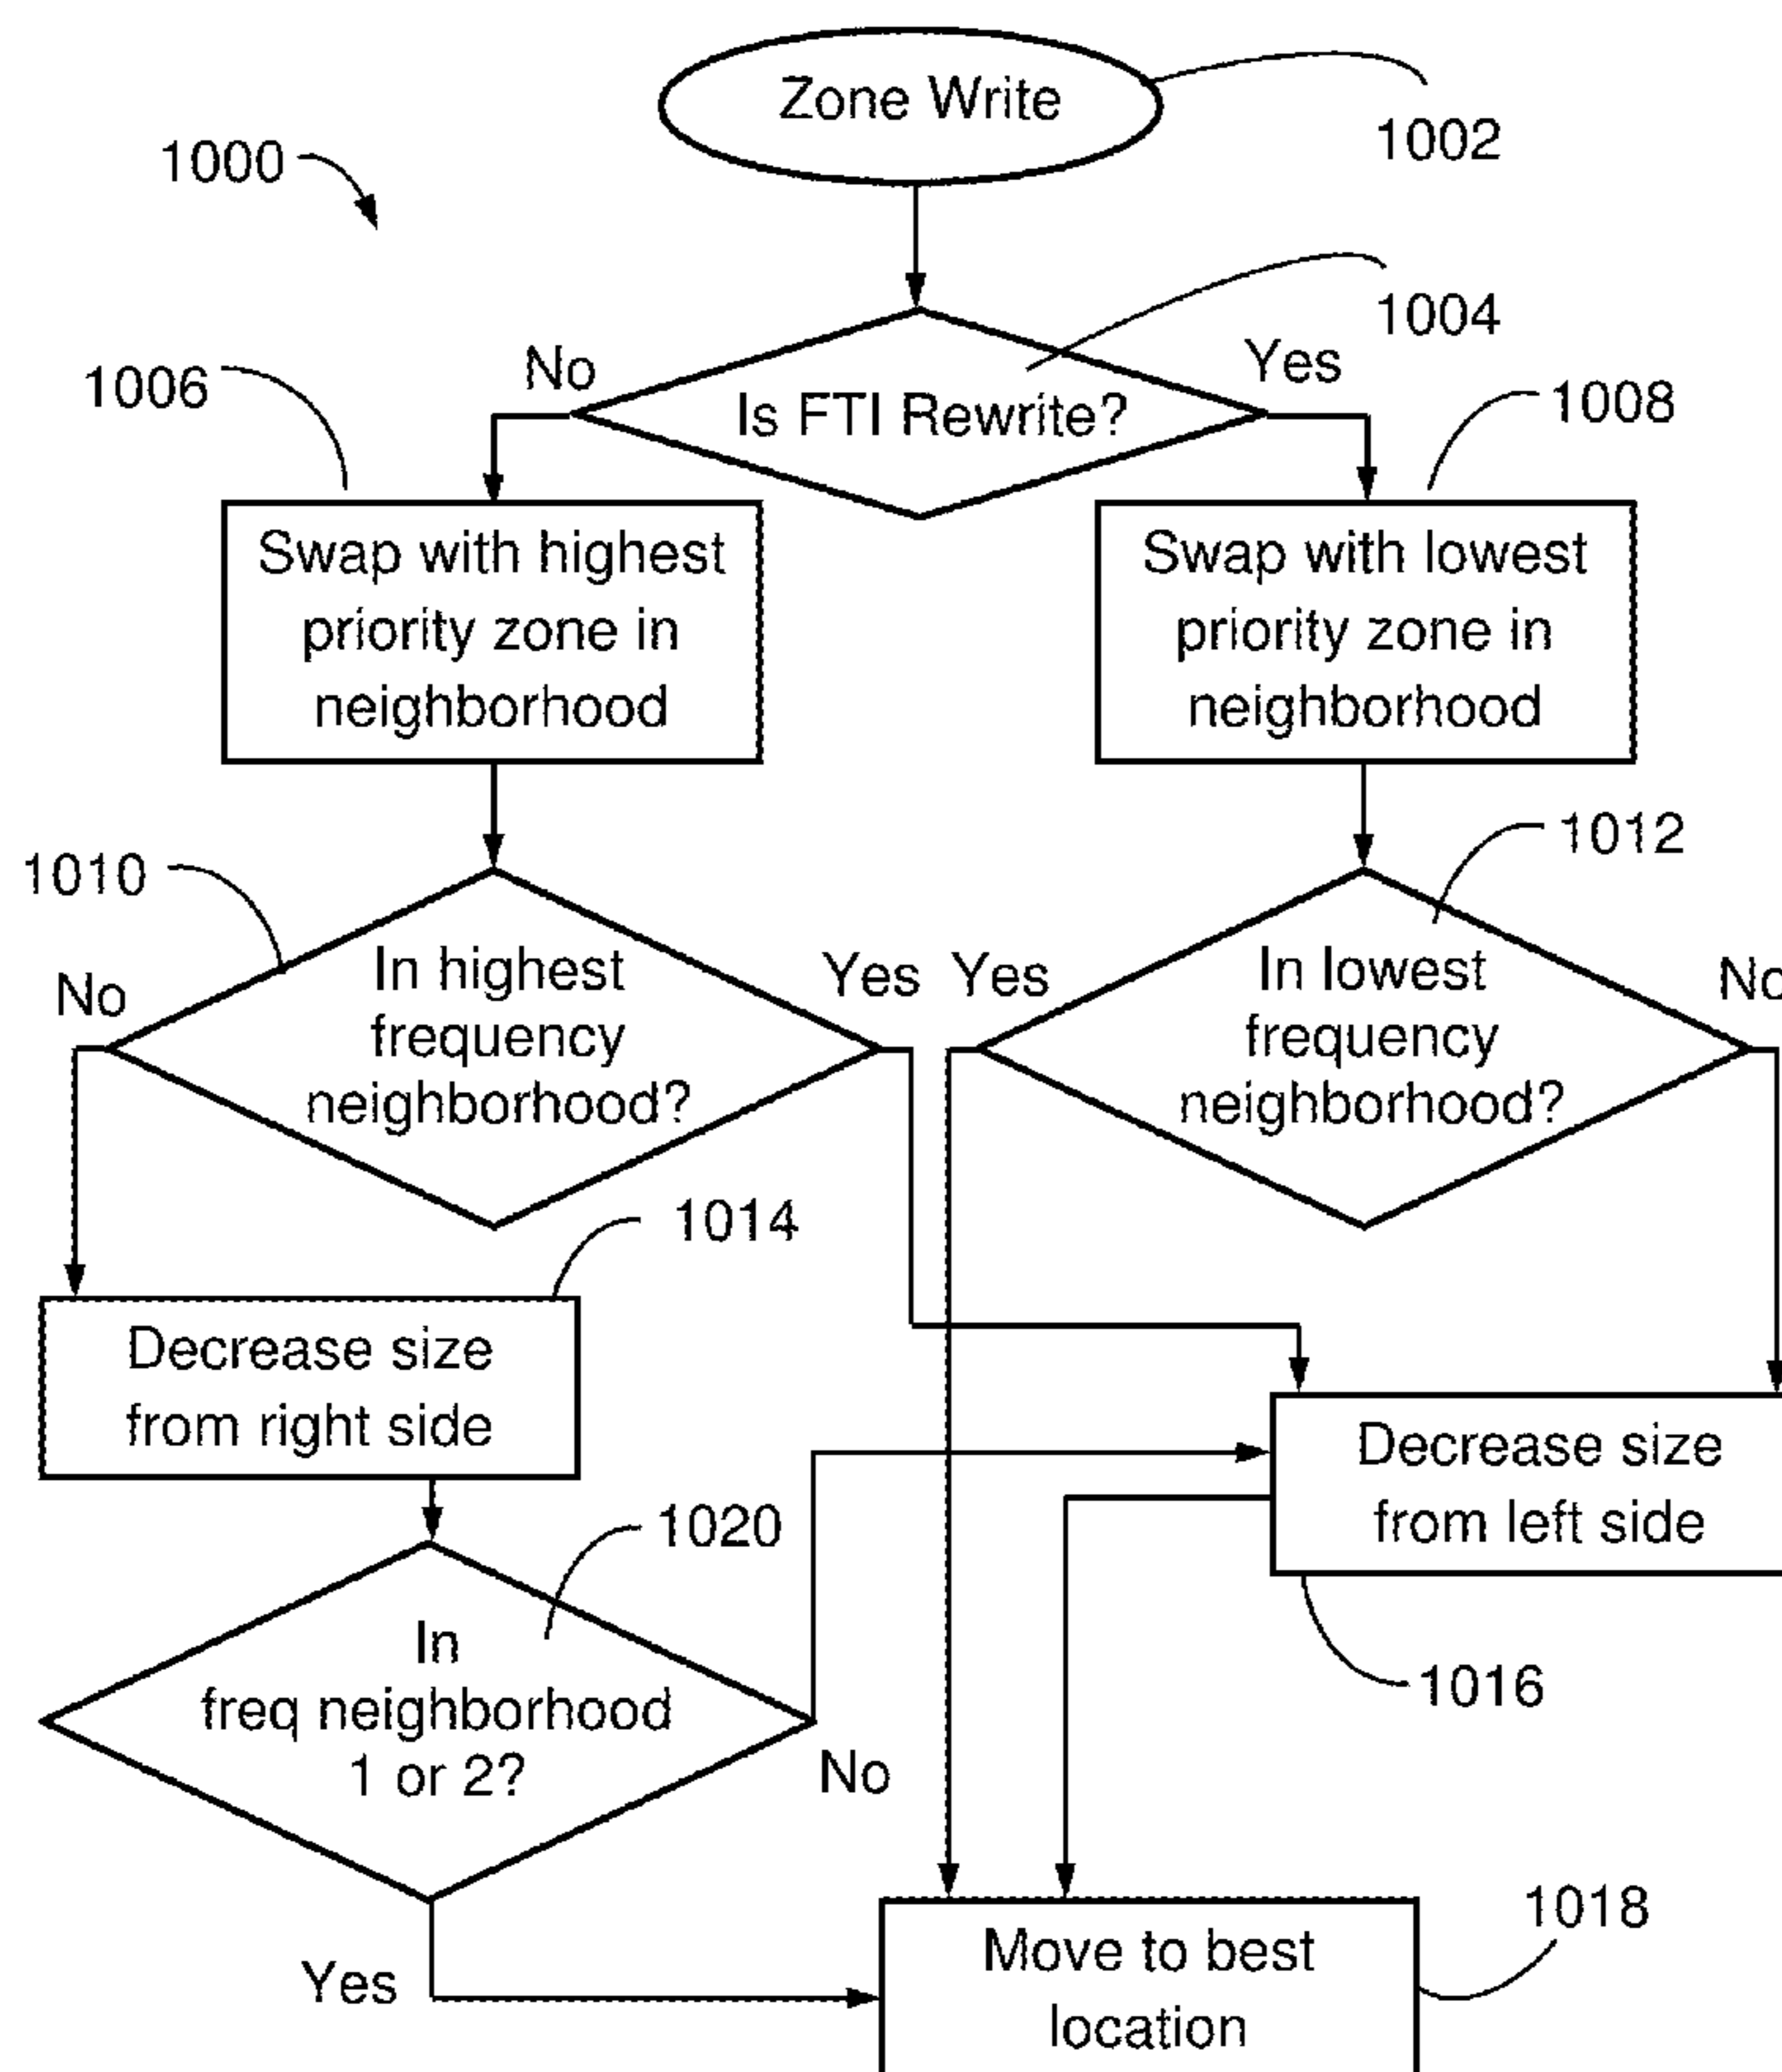 Zone Write
1002
1000
1004
No
Yes
Is FTI Rewrite?
1006
1008
Swap with highest
priority zone in
neighborhood
Swap with lowest
priority zone in
neighborhood
1010
1012
In highest
frequency
neighborhood?
No
Yes
Yes
In lowest
frequency
neighborhood?
No
1014
Decrease size
from right side
Decrease size
from left side
1020
1016
In
freq neighborhood
1 or 2?
No
Yes
1018
Move to best
location